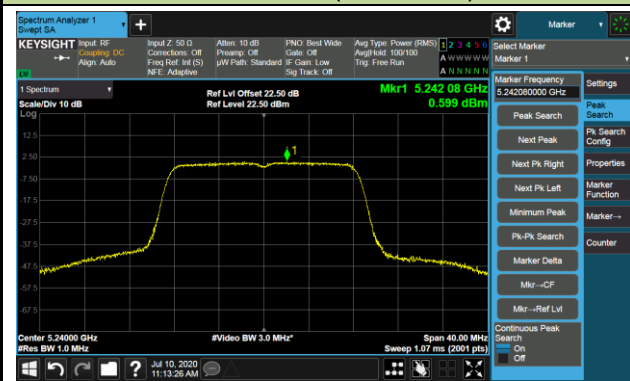 Spectrum Analyzer 1
Swept SA
Marker
KEYSIGHT
Input: RF
Coupling: DC
Align: Auto
Input Z: 50 Ω
Corrections: Off
Freq Ref: Int (S)
NFE: Adaptive
Atten: 10 dB
Preamp: Off
µW Path: Standard
PNO: Best Wide
Gate: Off
IF Gain: Low
Sig Track: Off
Avg Type: Power (RMS)
Avg|Hold: 100/100
Trig: Free Run
1 2 3 4 5 6
A W W W W W
A N N N N N
Select Marker
Marker 1
1 Spectrum
Scale/Div 10 dB
Log
Ref Lvl Offset 22.50 dB
Ref Level 22.50 dBm
Mkr1 5.242 08 GHz
0.599 dBm
1
12.5
2.50
-7.50
-17.5
-27.5
-37.5
-47.5
-57.5
-67.5
Center 5.24000 GHz
#Res BW 1.0 MHz
#Video BW 3.0 MHz*
Span 40.00 MHz
Sweep 1.07 ms (2001 pts)
Marker Frequency
5.242080000 GHz
Peak Search
Next Peak
Next Pk Right
Next Pk Left
Minimum Peak
Pk-Pk Search
Marker Delta
Mkr→CF
Mkr→Ref Lvl
Continuous Peak
Search
On
Off
Settings
Peak
Search
Pk Search
Config
Properties
Marker
Function
Marker→
Counter
Jul 10, 2020
11:13:26 AM